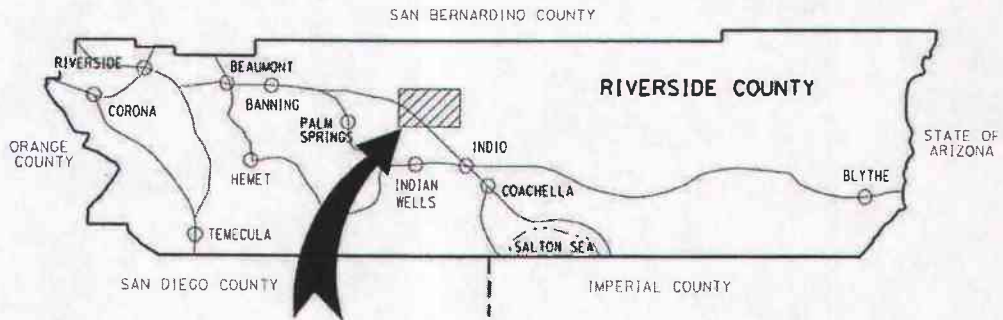 SAN BERNARDINO COUNTY
RIVERSIDE
BEAUMONT
RIVERSIDE COUNTY
CORONA
BANNING
PALM
SPRINGS
ORANGE
COUNTY
STATE OF
ARIZONA
HEMET
INDIO
INDIAN
WELLS
COACHELLA
BLYTHE
TEMECULA
SALTON SEA
SAN DIEGO COUNTY
IMPERIAL COUNTY